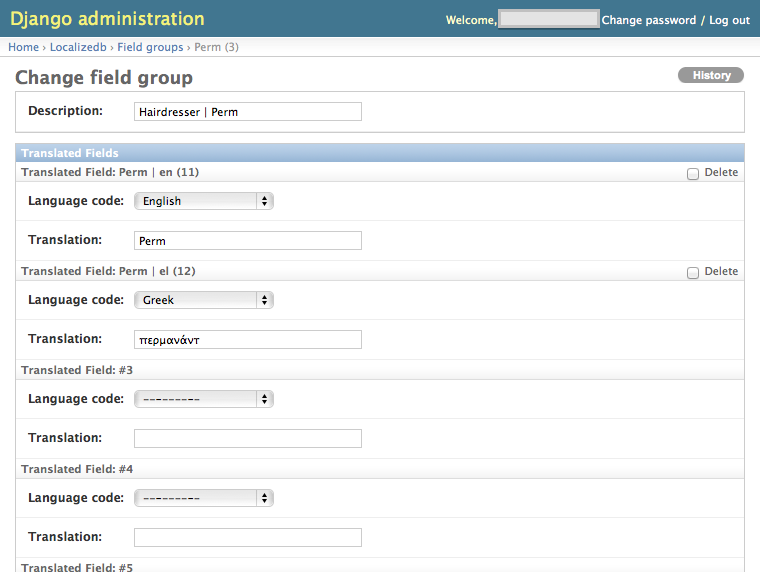 Django administration
Welcome, Change password / Log out
Home › Localizedb › Field groups › Perm (3)
Change field group
History
Description: Hairdresser | Perm
Translated Fields
Translated Field: Perm | en (11) Delete
Language code: English
Translation: Perm
Translated Field: Perm | el (12) Delete
Language code: Greek
Translation: περμανάντ
Translated Field: #3
Language code: ---------
Translation:
Translated Field: #4
Language code: ---------
Translation:
Translated Field: #5